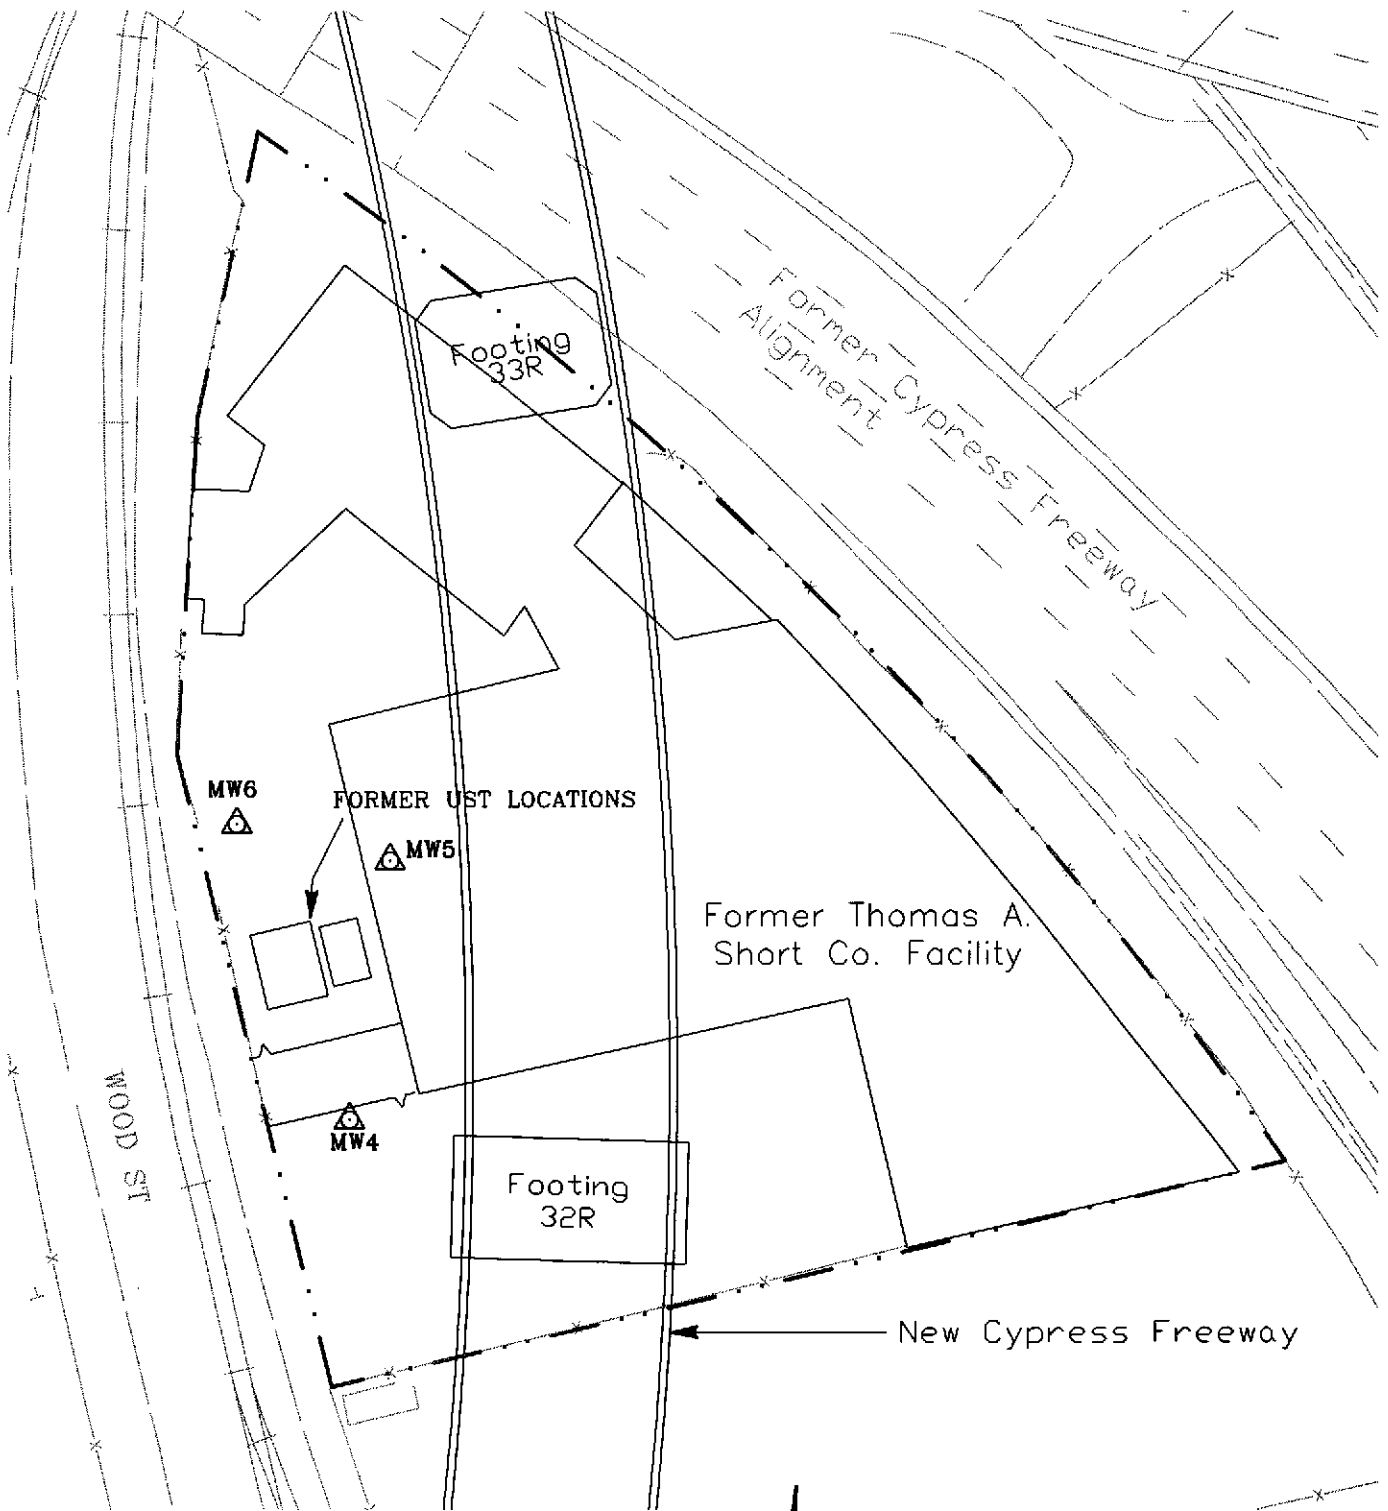 Former Cypress Freeway
Alignment
Footing
33R
MW6
FORMER UST LOCATIONS
MW5
Former Thomas A.
Short Co. Facility
WOOD ST
MW4
Footing
32R
New Cypress Freeway